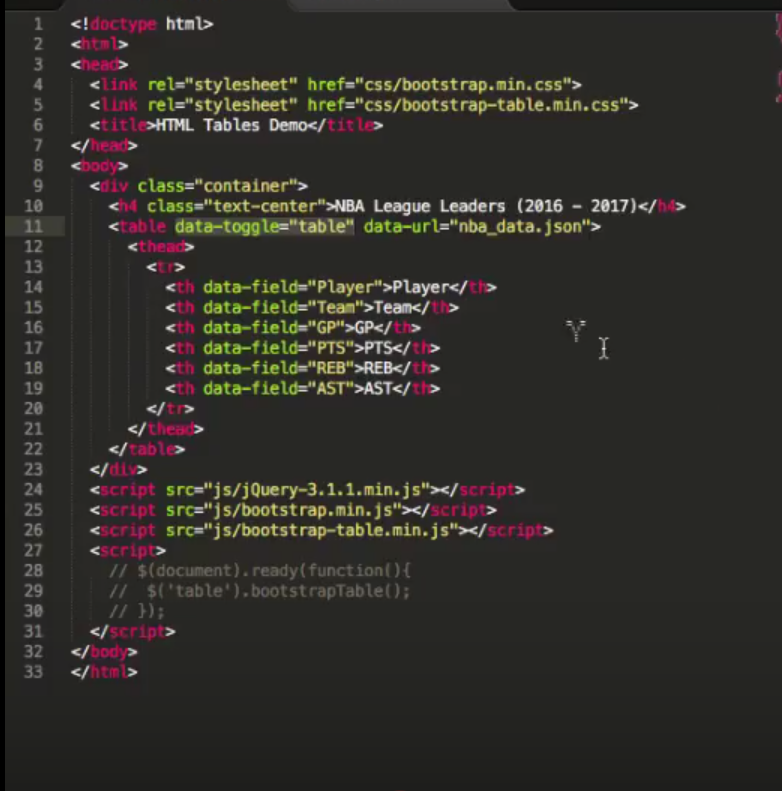 1 <!doctype html>
2 <html>
3 <head>
4 <link rel="stylesheet" href="css/bootstrap.min.css">
5 <link rel="stylesheet" href="css/bootstrap-table.min.css">
6 <title>HTML Tables Demo</title>
7 </head>
8 <body>
9 <div class="container">
10 <h4 class="text-center">NBA League Leaders (2016 - 2017)</h4>
11 <table data-toggle="table" data-url="nba_data.json">
12 <thead>
13 <tr>
14 <th data-field="Player">Player</th>
15 <th data-field="Team">Team</th>
16 <th data-field="GP">GP</th>
17 <th data-field="PTS">PTS</th>
18 <th data-field="REB">REB</th>
19 <th data-field="AST">AST</th>
20 </tr>
21 </thead>
22 </table>
23 </div>
24 <script src="js/jQuery-3.1.1.min.js"></script>
25 <script src="js/bootstrap.min.js"></script>
26 <script src="js/bootstrap-table.min.js"></script>
27 <script>
28 // $(document).ready(function(){
29 // $('table').bootstrapTable();
30 // });
31 </script>
32 </body>
33 </html>